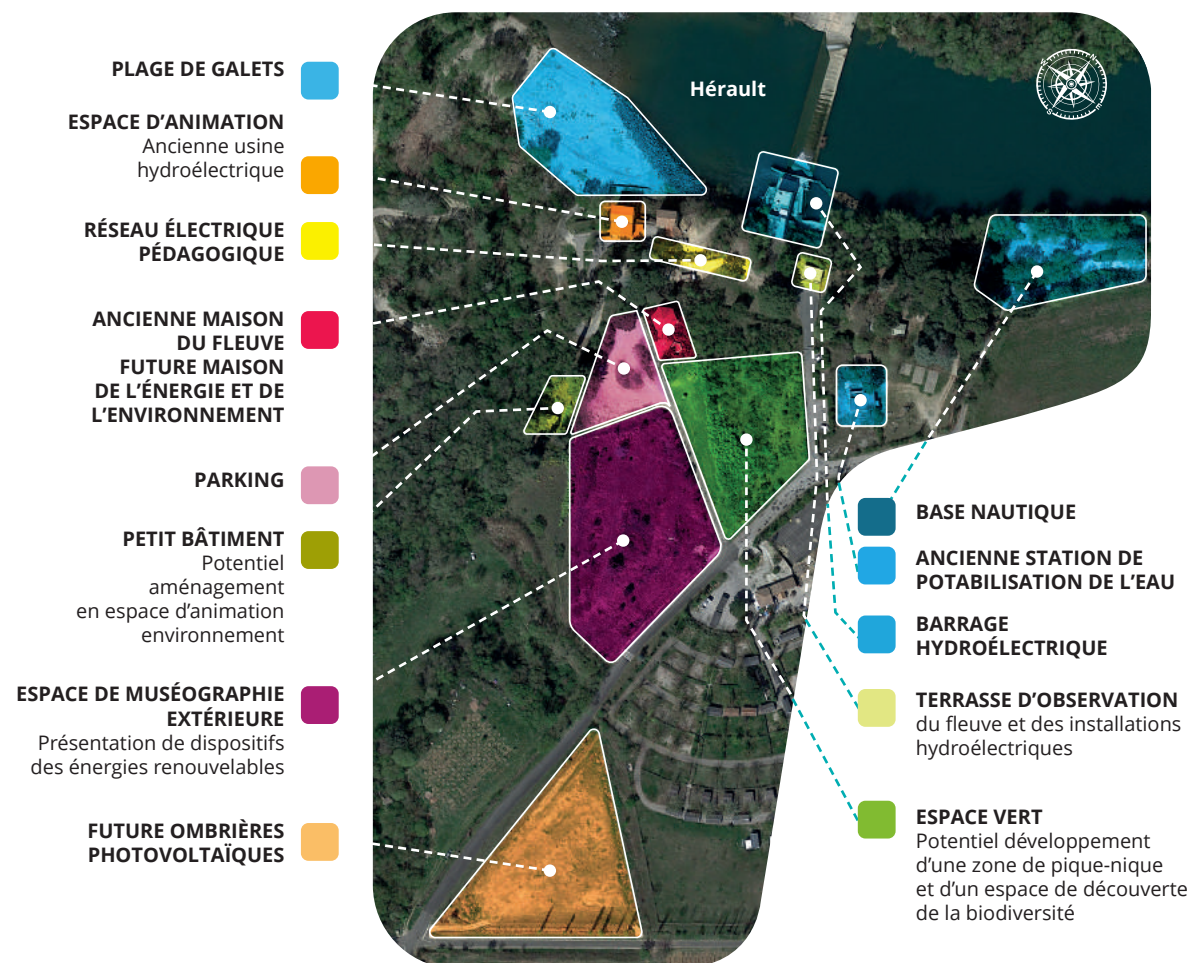 PLAGE DE GALETS
ESPACE D'ANIMATION
Ancienne usine
hydroélectrique
RÉSEAU ÉLECTRIQUE
PÉDAGOGIQUE
ANCIENNE MAISON
DU FLEUVE
FUTURE MAISON
DE L'ÉNERGIE ET DE
L'ENVIRONNEMENT
PARKING
PETIT BÂTIMENT
Potentiel
aménagement
en espace d'animation
environnement
ESPACE DE MUSÉOGRAPHIE
EXTÉRIEURE
Présentation de dispositifs
des énergies renouvelables
FUTURE OMBRIÈRES
PHOTOVOLTAÏQUES
Hérault
BASE NAUTIQUE
ANCIENNE STATION DE
POTABILISATION DE L'EAU
BARRAGE
HYDROÉLECTRIQUE
TERRASSE D'OBSERVATION
du fleuve et des installations
hydroélectriques
ESPACE VERT
Potentiel développement
d'une zone de pique-nique
et d'un espace de découverte
de la biodiversité